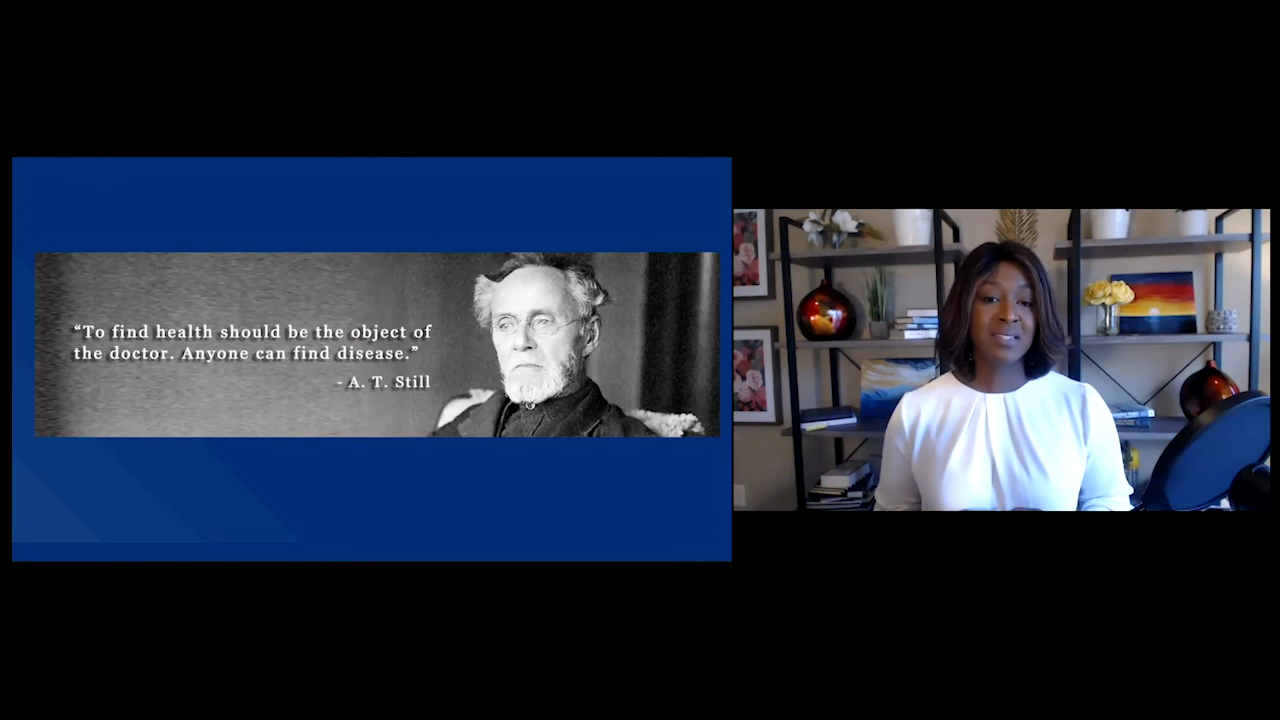 “To find health should be the object of
the doctor. Anyone can find disease.”
- A. T. Still